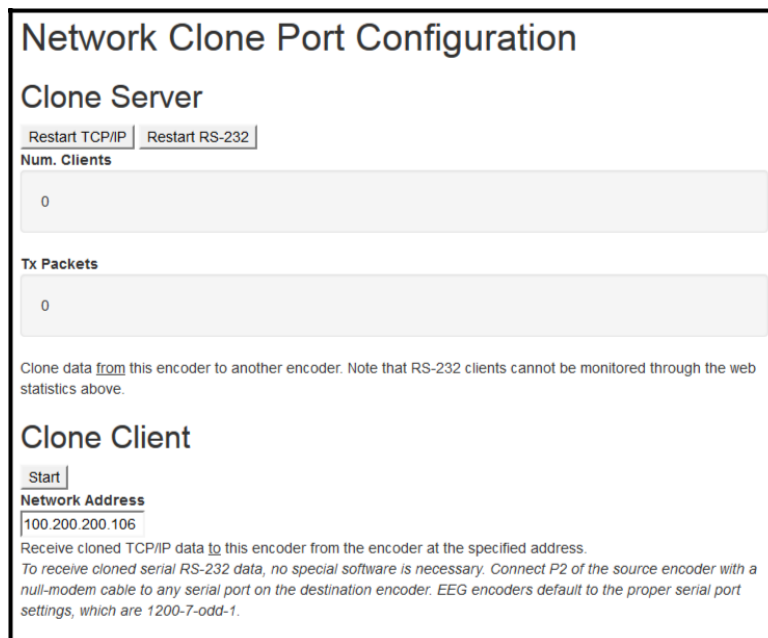 Network Clone Port Configuration
Clone Server
Restart TCP/IP Restart RS-232
Num. Clients
0
Tx Packets
0
Clone data from this encoder to another encoder. Note that RS-232 clients cannot be monitored through the web
statistics above.
Clone Client
Start
Network Address
100.200.200.106
Receive cloned TCP/IP data to this encoder from the encoder at the specified address.
To receive cloned serial RS-232 data, no special software is necessary. Connect P2 of the source encoder with a
null-modem cable to any serial port on the destination encoder. EEG encoders default to the proper serial port
settings, which are 1200-7-odd-1.